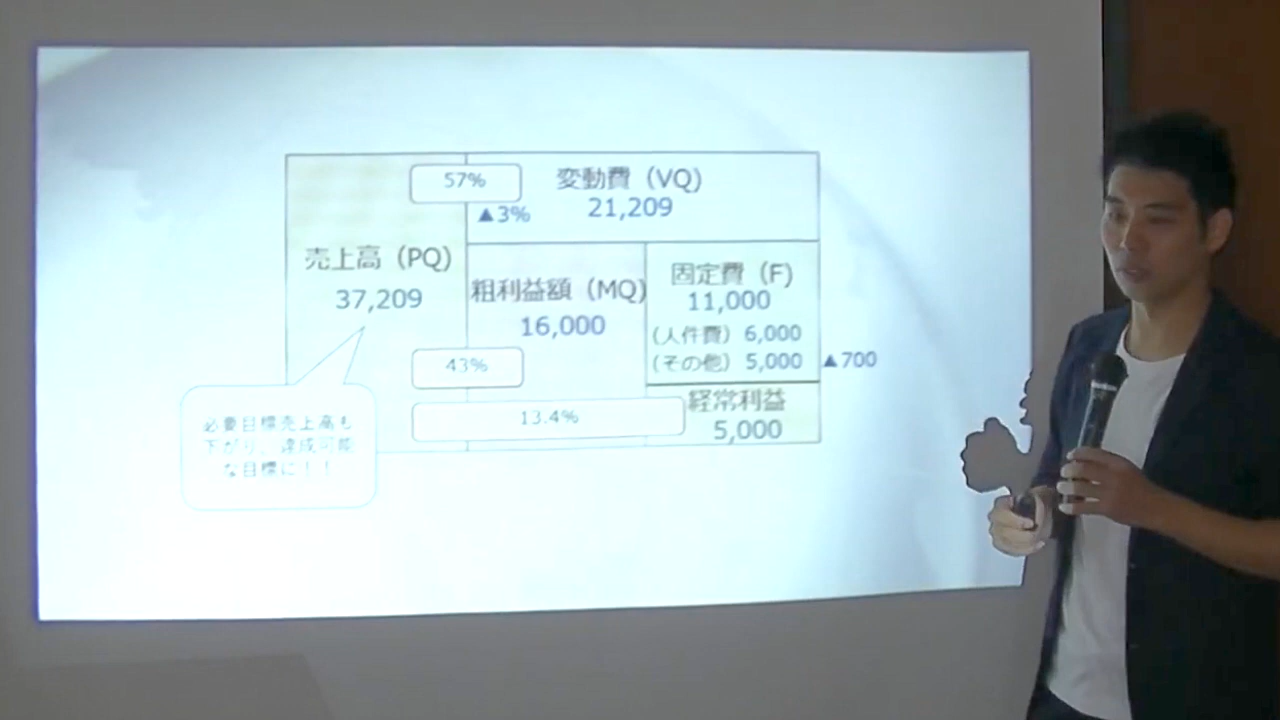 57%
変動費（VQ）
▲3%
21,209
売上高（PQ）
37,209
粗利益額（MQ）
16,000
固定費（F）
11,000
（人件費）6,000
（その他）5,000
▲700
43%
13.4%
経常利益
5,000
必要目標売上高も
下がり、達成可能
な目標に！！